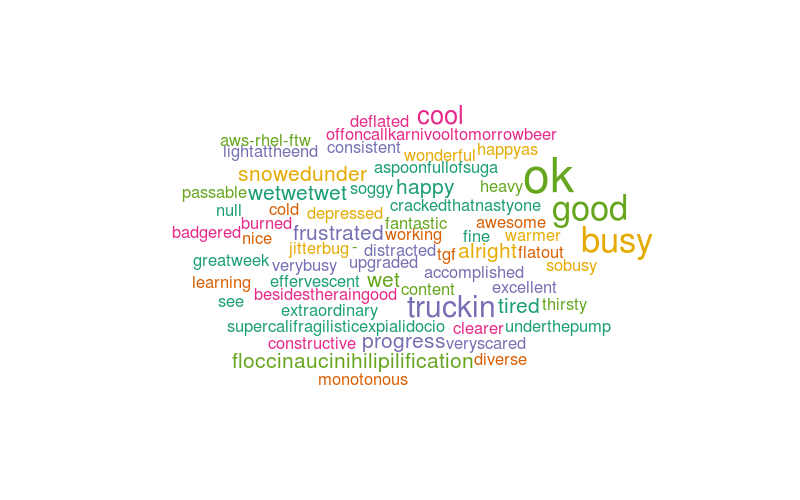 deflated
cool
offoncallkarnivooltomorrowbeer
aws-rhel-ftw
lightattheend
consistent
wonderful
happyas
snowedunder
aspoonfullofsuga
ok
passable
wetwetwet
soggy
happy
heavy
null
cold
depressed
crackedthatnastyone
good
badgered
burned
nice
frustrated
fantastic
working
awesome
fine
warmer
busy
jitterbug
-
distracted
tgf
alright
flatout
greatweek
verybusy
upgraded
accomplished
sobusy
learning
effervescent
wet
content
excellent
see
besidestheraingood
extraordinary
truckin
tired
thirsty
supercalifragilisticexpialidocio
clearer
underthepump
constructive
progress
veryscared
floccinaucinihilipilification
diverse
monotonous